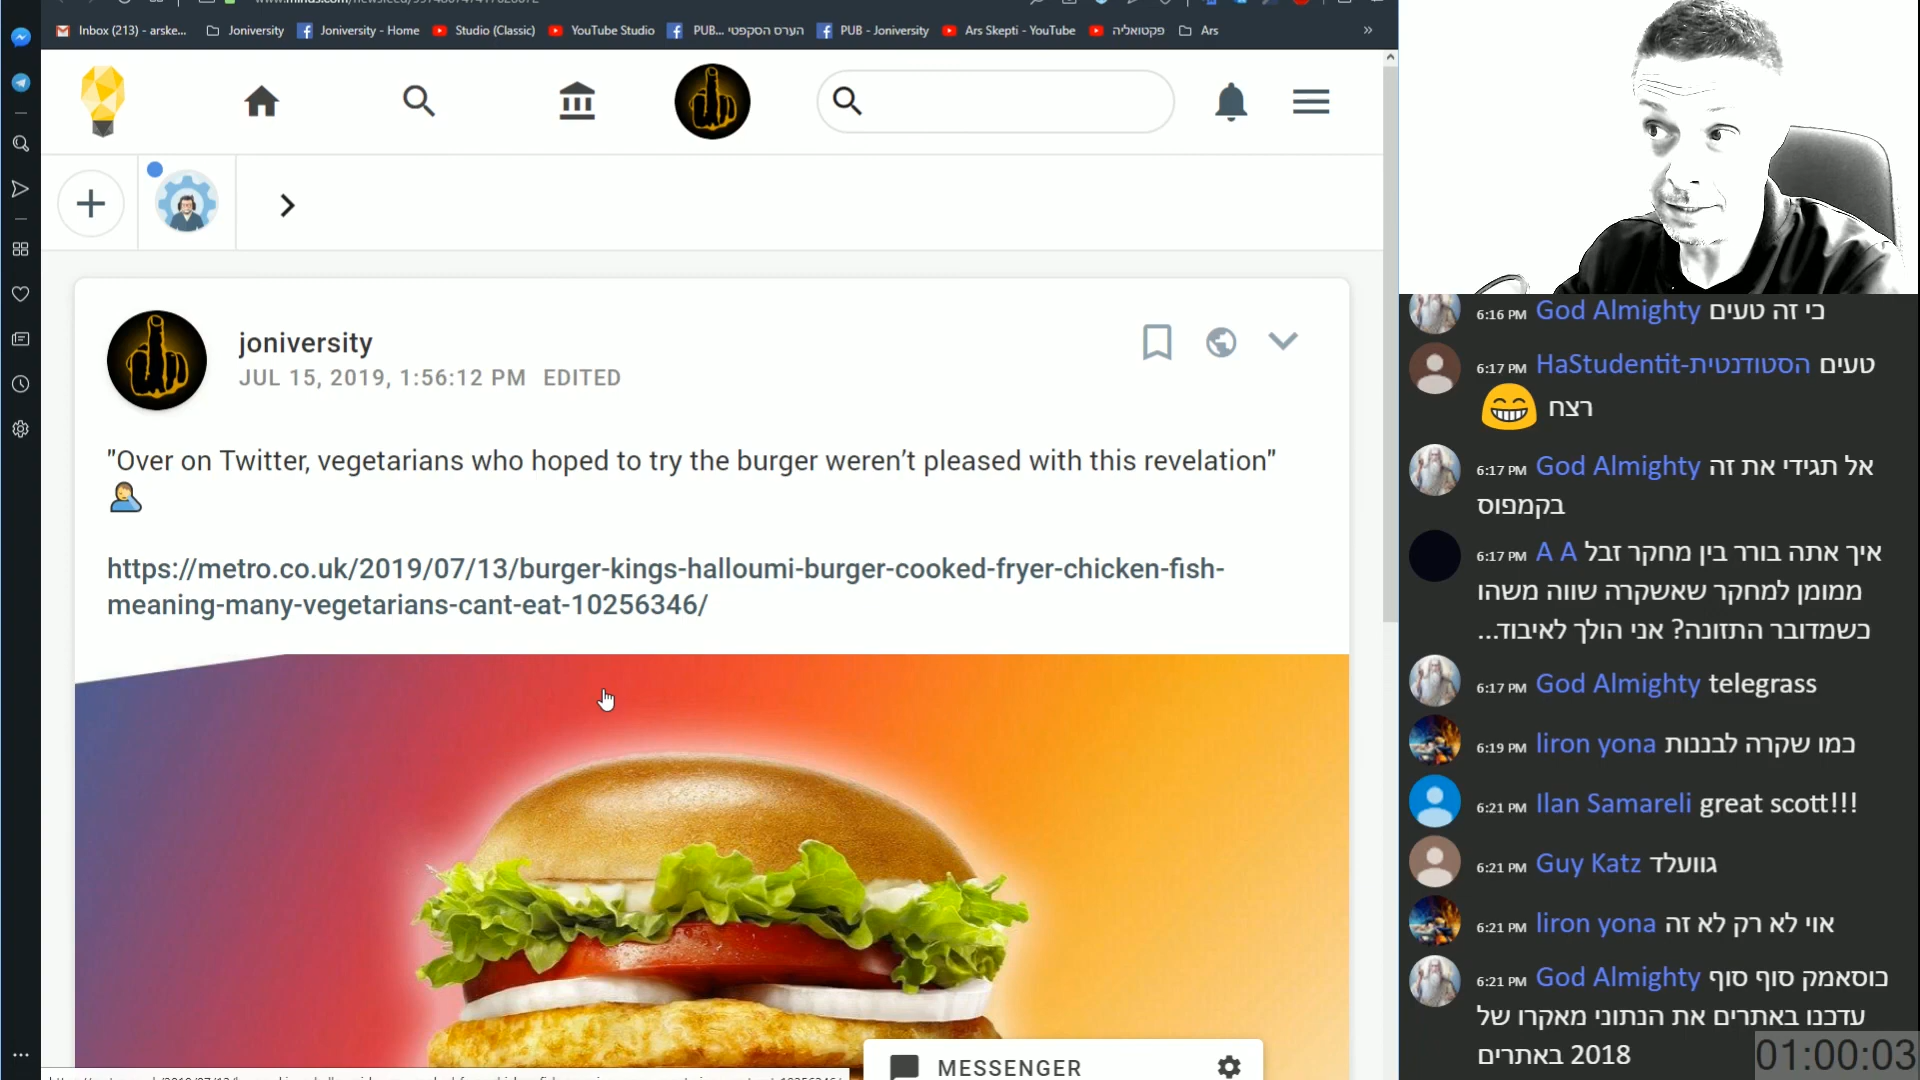 Inbox (213) - arske...
Joniversity
Joniversity - Home
Studio (Classic)
YouTube Studio
PUB... הערס הסקפטי
PUB - Joniversity
Ars Skepti - YouTube
פקטואליה
Ars
joniversity
JUL 15, 2019, 1:56:12 PM EDITED
"Over on Twitter, vegetarians who hoped to try the burger weren’t pleased with this revelation"
https://metro.co.uk/2019/07/13/burger-kings-halloumi-burger-cooked-fryer-chicken-fish-
meaning-many-vegetarians-cant-eat-10256346/
MESSENGER
6:16 PM God Almighty כי זה טעים
6:17 PM HaStudentit-הסטודנטית טעים
רצח
6:17 PM God Almighty אל תגידי את זה
בקמפוס
6:17 PM A A איך אתה בורר בין מחקר זבל
ממומן למחקר שאשקרה שווה משהו
כשמדובר התזונה? אני הולך לאיבוד...
6:17 PM God Almighty telegrass
6:19 PM liron yona כמו שקרה לבננות
6:21 PM Ilan Samareli great scott!!!
6:21 PM Guy Katz גוועלד
6:21 PM liron yona אוי לא רק לא זה
6:21 PM God Almighty כוסאמק סוף סוף
עדכנו באתרים את הנתוני מאקרו של
2018 באתרים
01:00:03